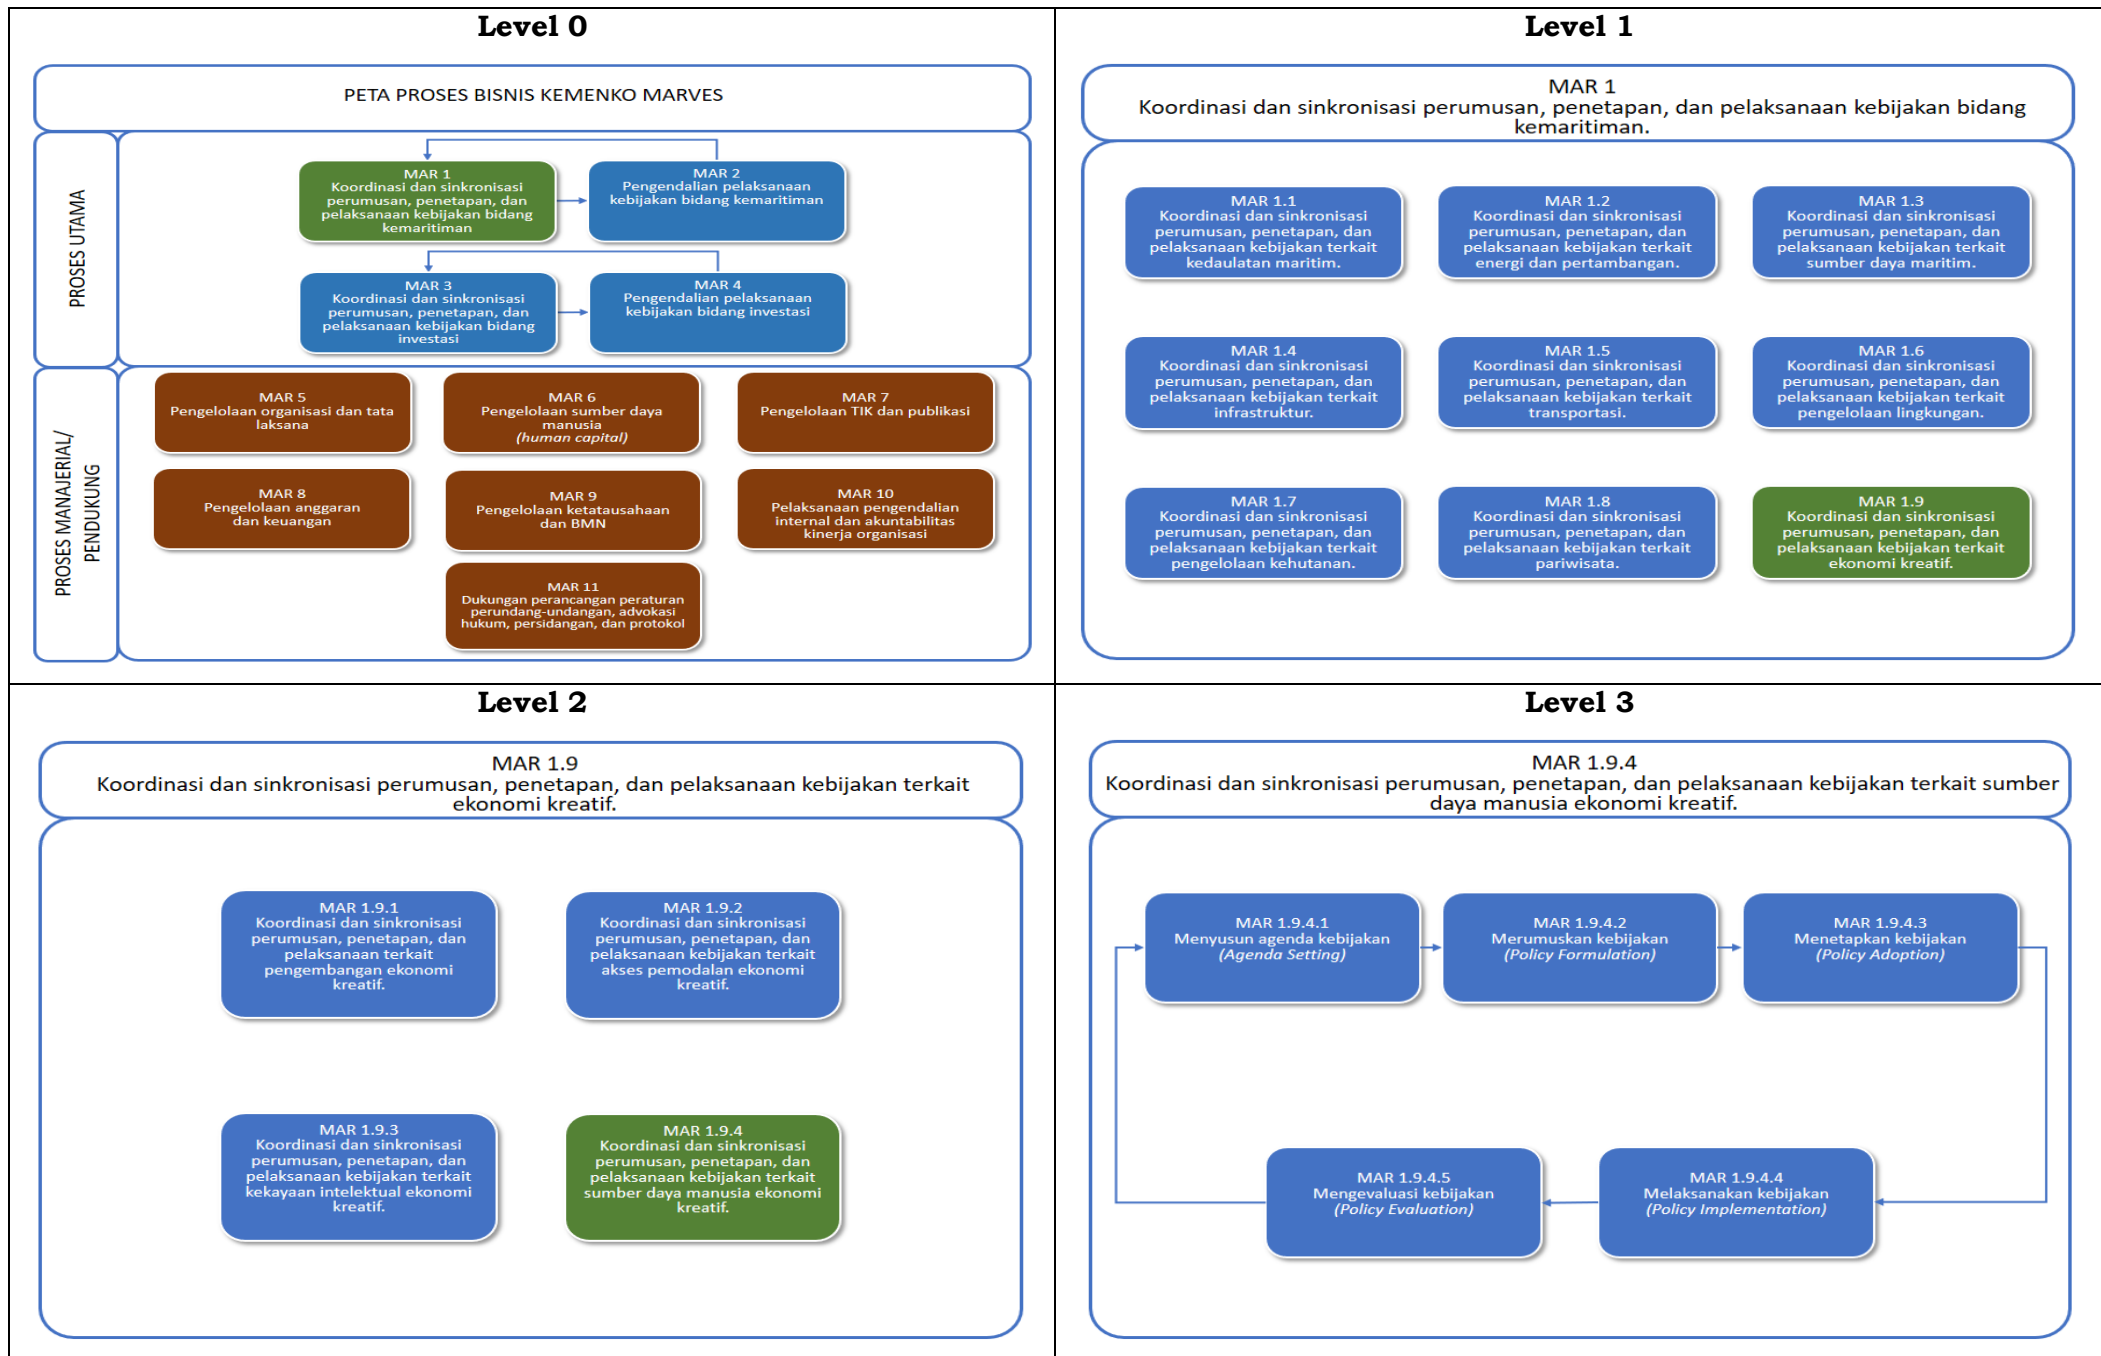 Level 0
PETA PROSES BISNIS KEMENKO MARVES
PROSES UTAMA
MAR 1
Koordinasi dan sinkronisasi
perumusan, penetapan, dan
pelaksanaan kebijakan bidang
kemaritiman
MAR 2
Pengendalian pelaksanaan
kebijakan bidang kemaritiman
MAR 3
Koordinasi dan sinkronisasi
perumusan, penetapan, dan
pelaksanaan kebijakan bidang
investasi
MAR 4
Pengendalian pelaksanaan
kebijakan bidang investasi
PROSES MANAJERIAL/
PENDUKUNG
MAR 5
Pengelolaan organisasi dan tata
laksana
MAR 6
Pengelolaan sumber daya
manusia
(human capital)
MAR 7
Pengelolaan TIK dan publikasi
MAR 8
Pengelolaan anggaran
dan keuangan
MAR 9
Pengelolaan ketatausahaan
dan BMN
MAR 10
Pelaksanaan pengendalian
internal dan akuntabilitas
kinerja organisasi
MAR 11
Dukungan perancangan peraturan
perundang-undangan, advokasi
hukum, persidangan, dan protokol
Level 1
MAR 1
Koordinasi dan sinkronisasi perumusan, penetapan, dan pelaksanaan kebijakan bidang
kemaritiman.
MAR 1.1
Koordinasi dan sinkronisasi
perumusan, penetapan, dan
pelaksanaan kebijakan terkait
kedaulatan maritim.
MAR 1.2
Koordinasi dan sinkronisasi
perumusan, penetapan, dan
pelaksanaan kebijakan terkait
energi dan pertambangan.
MAR 1.3
Koordinasi dan sinkronisasi
perumusan, penetapan, dan
pelaksanaan kebijakan terkait
sumber daya maritim.
MAR 1.4
Koordinasi dan sinkronisasi
perumusan, penetapan, dan
pelaksanaan kebijakan terkait
infrastruktur.
MAR 1.5
Koordinasi dan sinkronisasi
perumusan, penetapan, dan
pelaksanaan kebijakan terkait
transportasi.
MAR 1.6
Koordinasi dan sinkronisasi
perumusan, penetapan, dan
pelaksanaan kebijakan terkait
pengelolaan lingkungan.
MAR 1.7
Koordinasi dan sinkronisasi
perumusan, penetapan, dan
pelaksanaan kebijakan terkait
pengelolaan kehutanan.
MAR 1.8
Koordinasi dan sinkronisasi
perumusan, penetapan, dan
pelaksanaan kebijakan terkait
pariwisata.
MAR 1.9
Koordinasi dan sinkronisasi
perumusan, penetapan, dan
pelaksanaan kebijakan terkait
ekonomi kreatif.
Level 2
MAR 1.9
Koordinasi dan sinkronisasi perumusan, penetapan, dan pelaksanaan kebijakan terkait
ekonomi kreatif.
MAR 1.9.1
Koordinasi dan sinkronisasi
perumusan, penetapan, dan
pelaksanaan terkait
pengembangan ekonomi
kreatif.
MAR 1.9.2
Koordinasi dan sinkronisasi
perumusan, penetapan, dan
pelaksanaan kebijakan terkait
akses pemodalan ekonomi
kreatif.
MAR 1.9.3
Koordinasi dan sinkronisasi
perumusan, penetapan, dan
pelaksanaan kebijakan terkait
kekayaan intelektual ekonomi
kreatif.
MAR 1.9.4
Koordinasi dan sinkronisasi
perumusan, penetapan, dan
pelaksanaan kebijakan terkait
sumber daya manusia ekonomi
kreatif.
Level 3
MAR 1.9.4
Koordinasi dan sinkronisasi perumusan, penetapan, dan pelaksanaan kebijakan terkait sumber
daya manusia ekonomi kreatif.
MAR 1.9.4.1
Menyusun agenda kebijakan
(Agenda Setting)
MAR 1.9.4.2
Merumuskan kebijakan
(Policy Formulation)
MAR 1.9.4.3
Menetapkan kebijakan
(Policy Adoption)
MAR 1.9.4.5
Mengevaluasi kebijakan
(Policy Evaluation)
MAR 1.9.4.4
Melaksanakan kebijakan
(Policy Implementation)